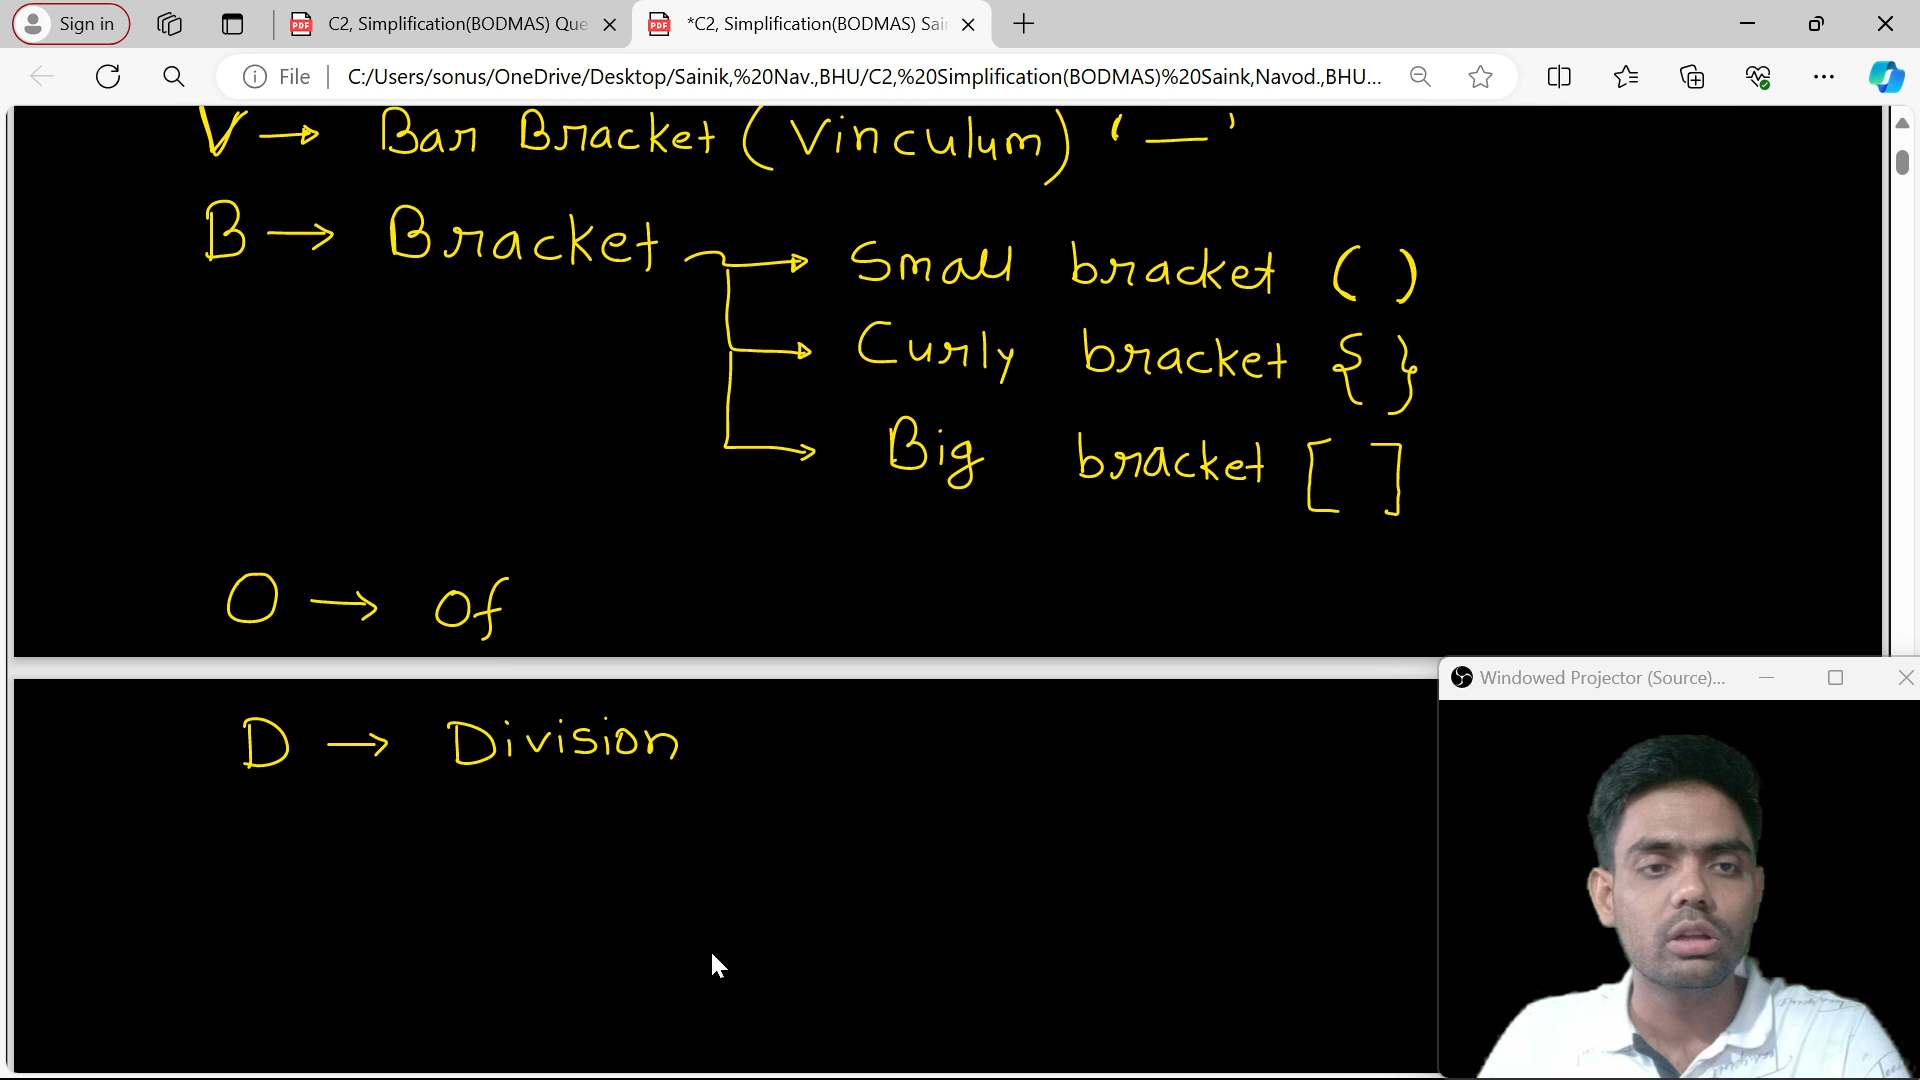 Sign in
C2, Simplification(BODMAS) Que
*C2, Simplification(BODMAS) Sai
File
C:/Users/sonus/OneDrive/Desktop/Sainik,%20Nav.,BHU/C2,%20Simplification(BODMAS)%20Saink,Navod.,BHU...
V → Bar Bracket (Vinculum) ‘—’
B → Bracket
→ Small bracket ( )
→ Curly bracket { }
→ Big bracket [ ]
O → Of
D → Division
Windowed Projector (Source)...